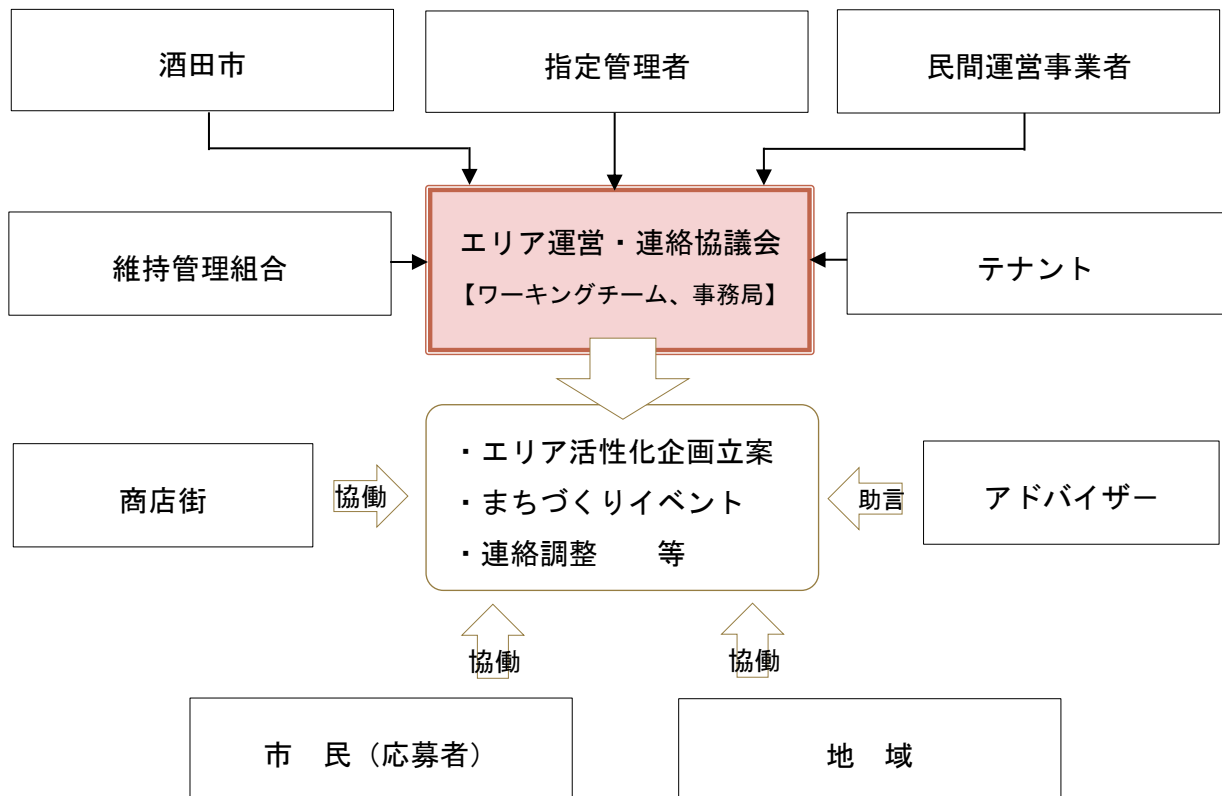 酒田市
指定管理者
民間運営事業者
エリア運営・連絡協議会
【ワーキングチーム、事務局】
維持管理組合
テナント
・エリア活性化企画立案
・まちづくりイベント
・連絡調整　　等
商店街
協働
助言
アドバイザー
協働
協働
市　民（応募者）
地　域